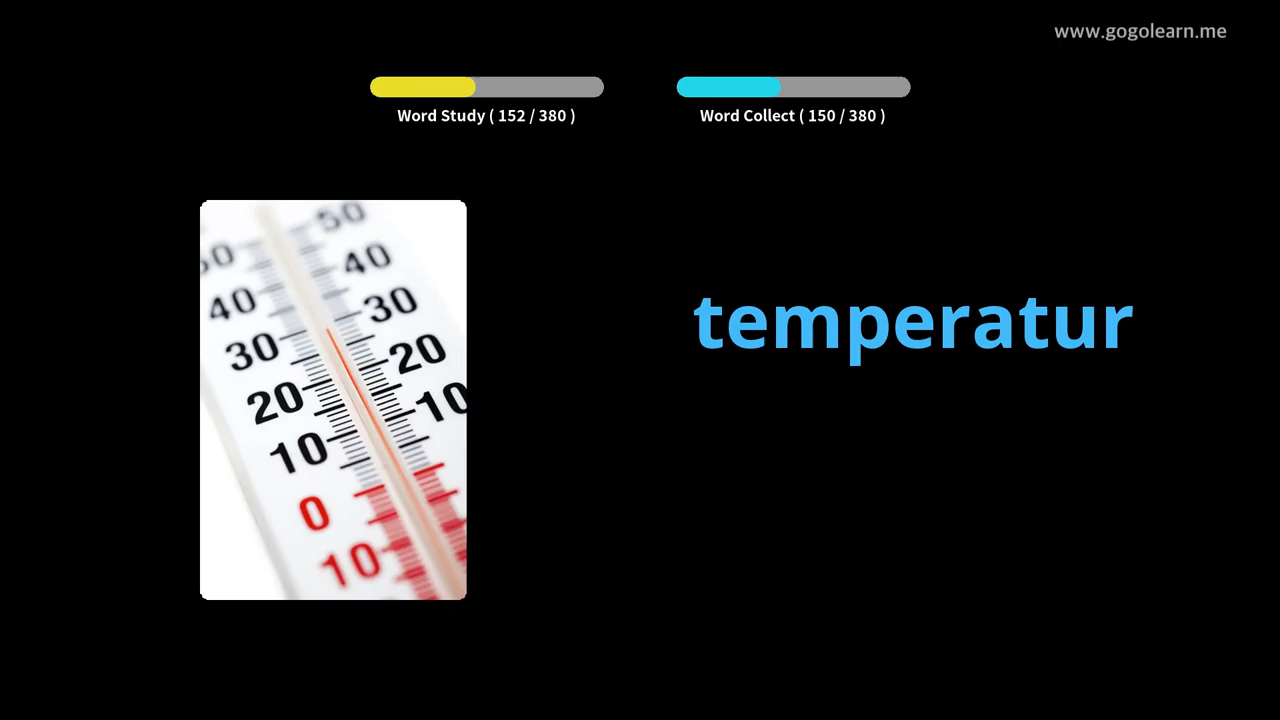 www.gogolearn.me
Word Study ( 152 / 380 )
Word Collect ( 150 / 380 )
temperatur
50
40 40
30 30
20 20
10 10
0
10